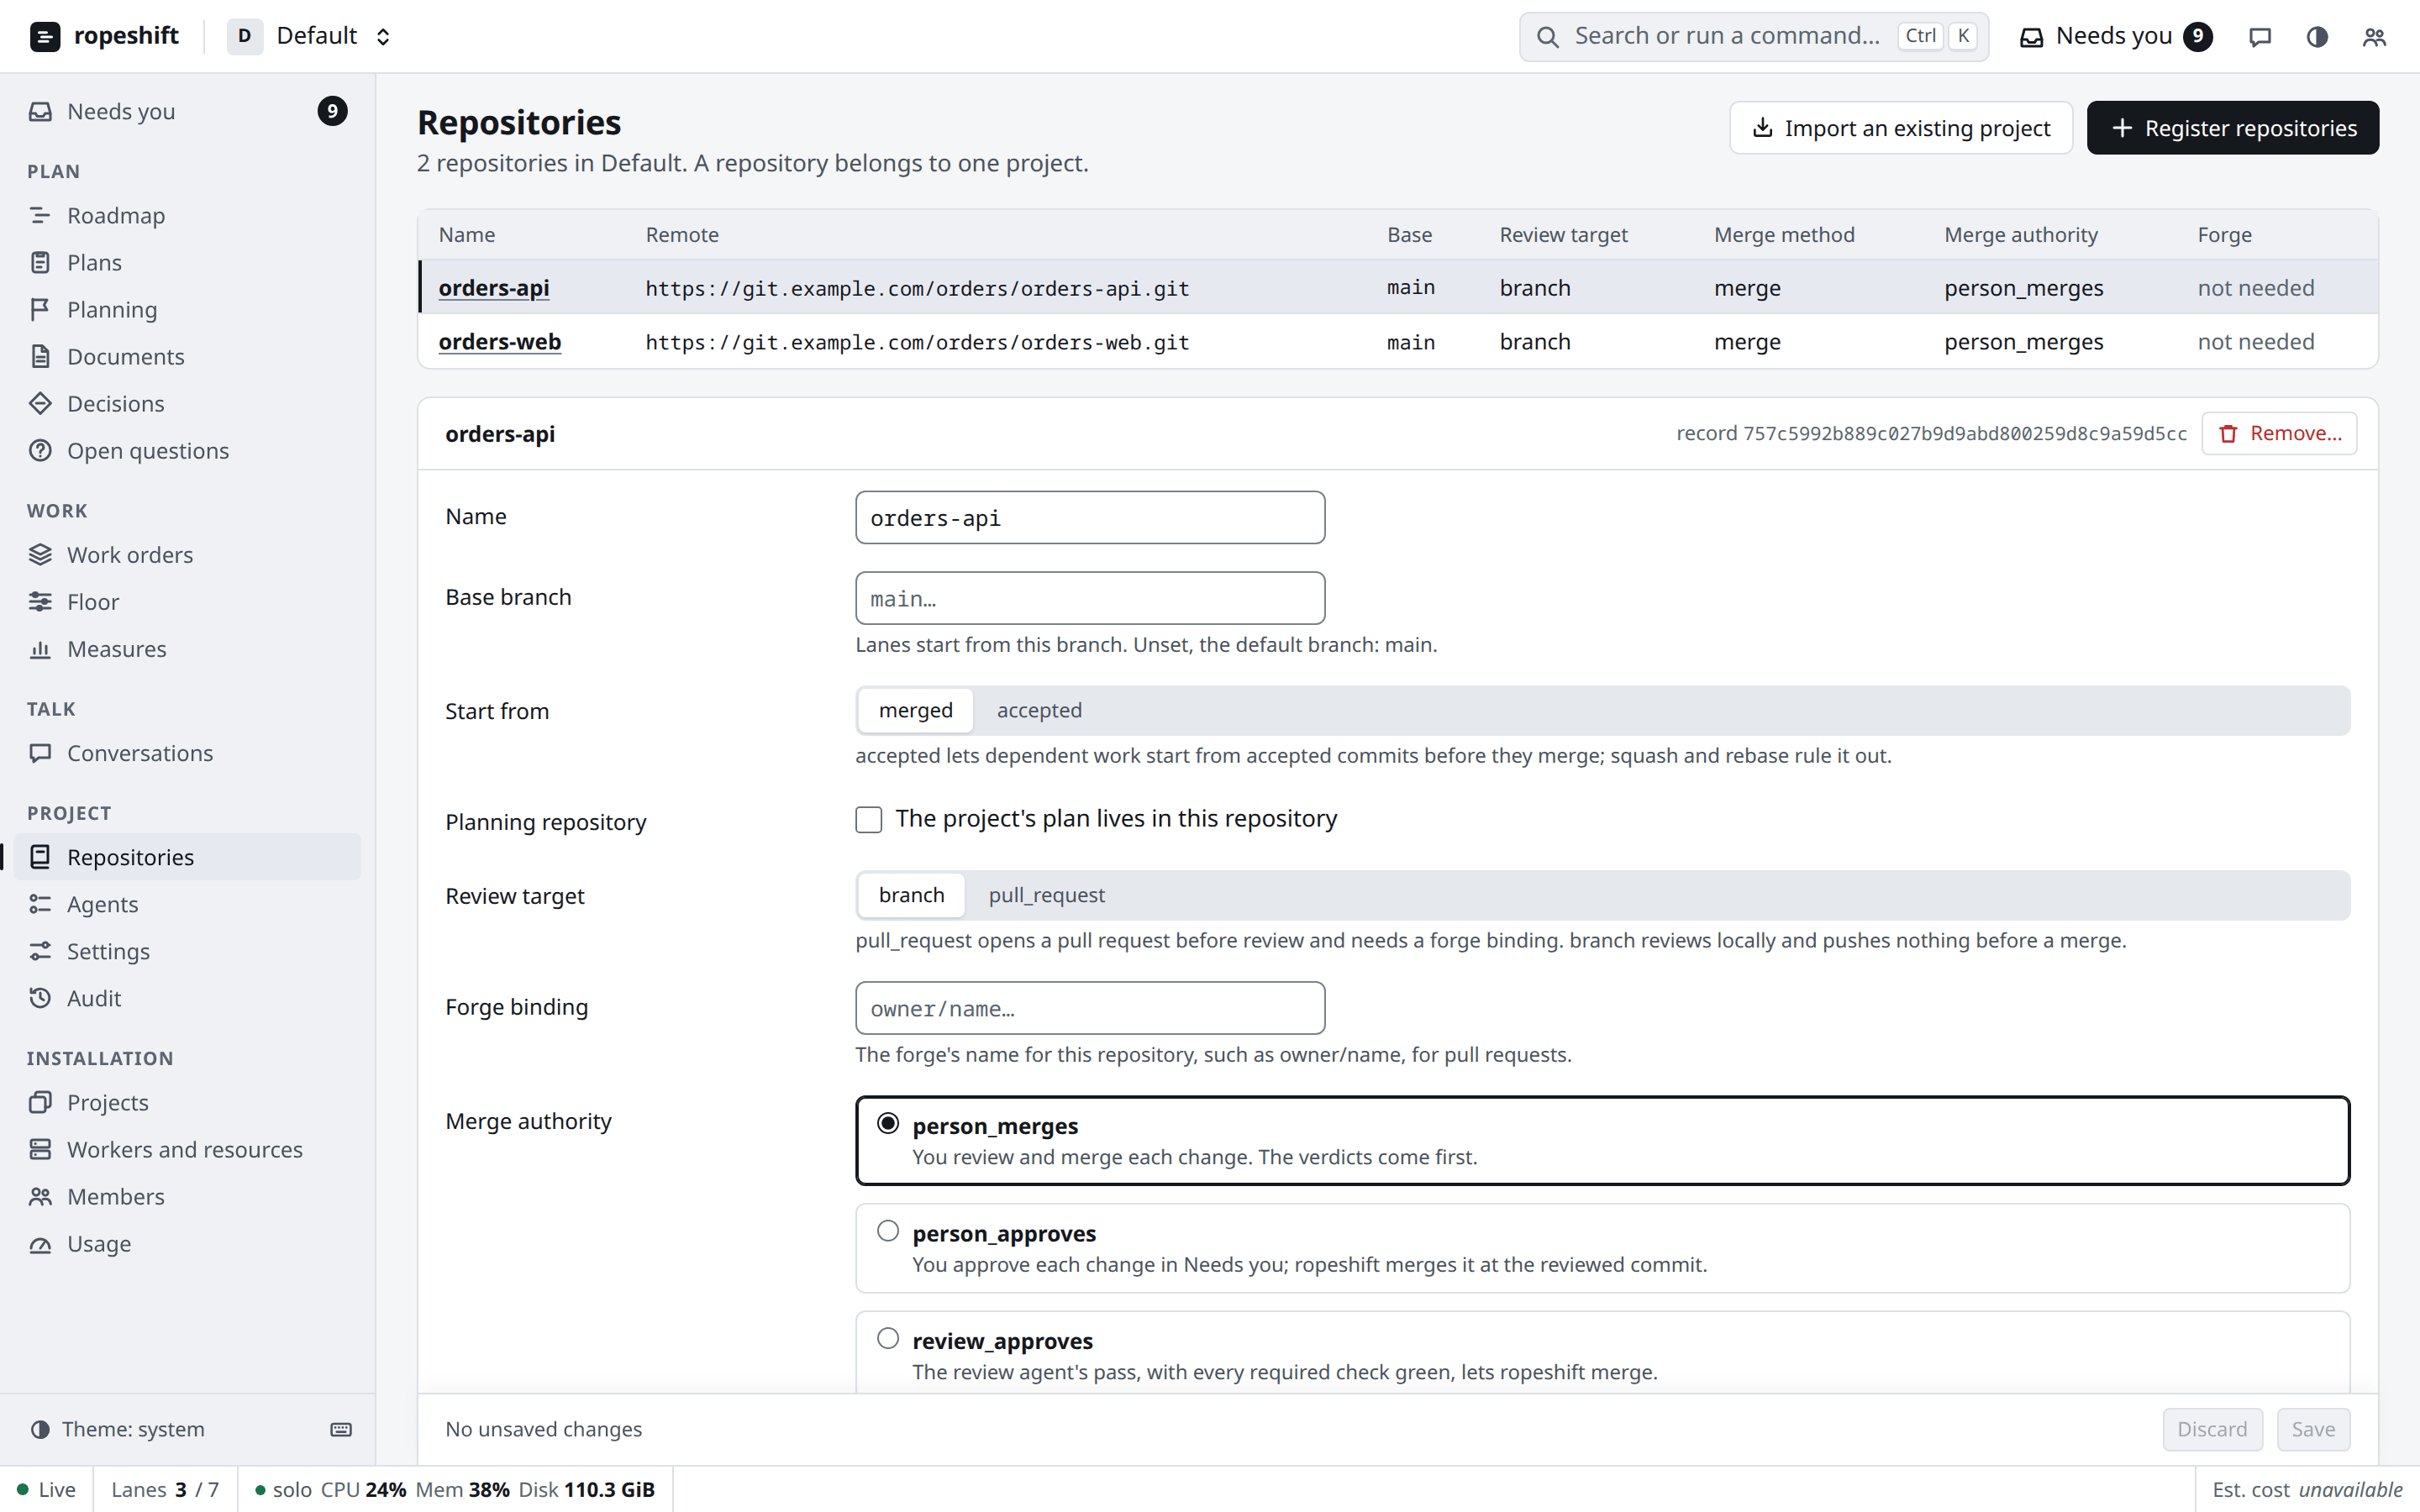 ropeshift
D Default
Search or run a command... Ctrl K
Needs you 9
Needs you 9
PLAN
Roadmap
Plans
Planning
Documents
Decisions
Open questions
WORK
Work orders
Floor
Measures
TALK
Conversations
PROJECT
Repositories
Agents
Settings
Audit
INSTALLATION
Projects
Workers and resources
Members
Usage
Theme: system
Repositories
2 repositories in Default. A repository belongs to one project.
Import an existing project
Register repositories
Name Remote Base Review target Merge method Merge authority Forge
orders-api https://git.example.com/orders/orders-api.git main branch merge person_merges not needed
orders-web https://git.example.com/orders/orders-web.git main branch merge person_merges not needed
orders-api
record 757c5992b889c027b9d9abd800259d8c9a59d5cc
Remove...
Name
orders-api
Base branch
main…
Lanes start from this branch. Unset, the default branch: main.
Start from
merged accepted
accepted lets dependent work start from accepted commits before they merge; squash and rebase rule it out.
Planning repository
The project's plan lives in this repository
Review target
branch pull_request
pull_request opens a pull request before review and needs a forge binding. branch reviews locally and pushes nothing before a merge.
Forge binding
owner/name…
The forge's name for this repository, such as owner/name, for pull requests.
Merge authority
person_merges
You review and merge each change. The verdicts come first.
person_approves
You approve each change in Needs you; ropeshift merges it at the reviewed commit.
review_approves
The review agent's pass, with every required check green, lets ropeshift merge.
No unsaved changes
Discard Save
Live
Lanes 3 / 7
solo CPU 24% Mem 38% Disk 110.3 GiB
Est. cost unavailable